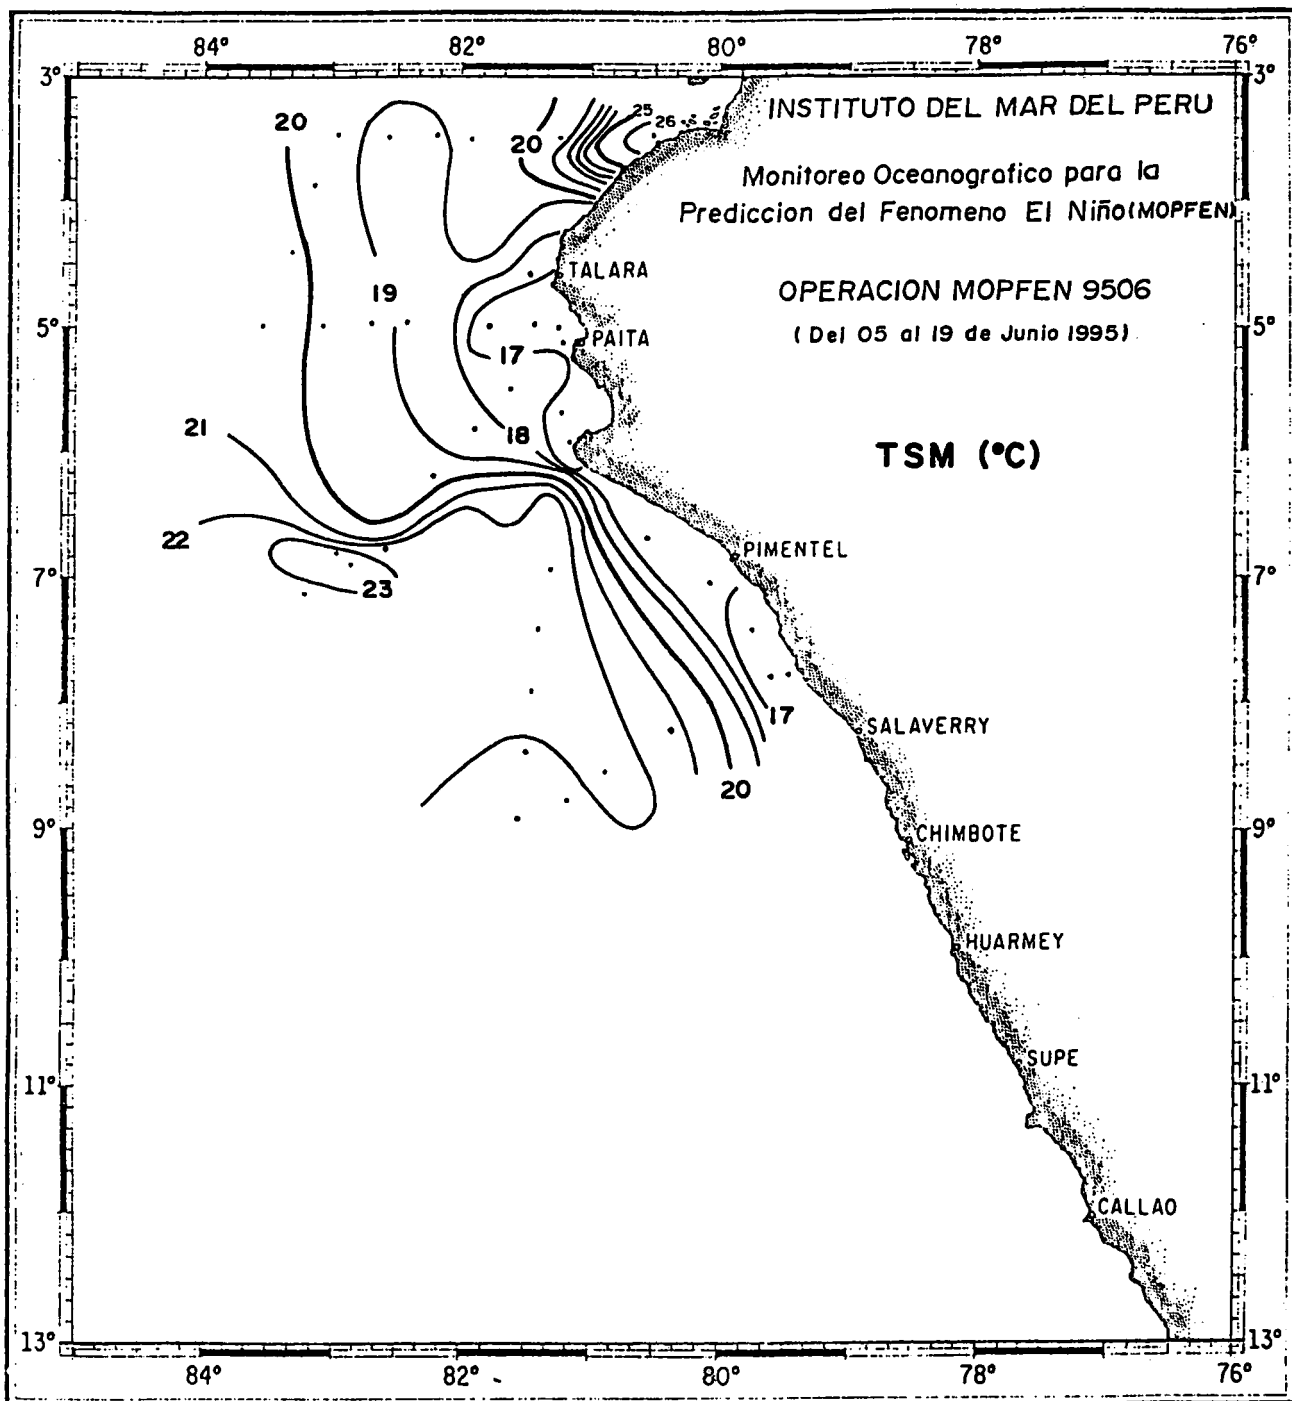 84° 82° 80° 78° 76°
3° 3°
INSTITUTO DEL MAR DEL PERU
25
26
20 20
Monitoreo Oceanografico para la
Prediccion del Fenomeno El Niño (MOPFEN)
TALARA
OPERACION MOPFEN 9506
19
5° PAITA (Del 05 al 19 de Junio 1995) 5°
17
21 18
TSM (°C)
22
PIMENTEL
7° 23 7°
17
SALAVERRY
20
9° CHIMBOTE 9°
HUARMEY
SUPE
11° 11°
CALLAO
13° 13°
84° 82° 80° 78° 76°